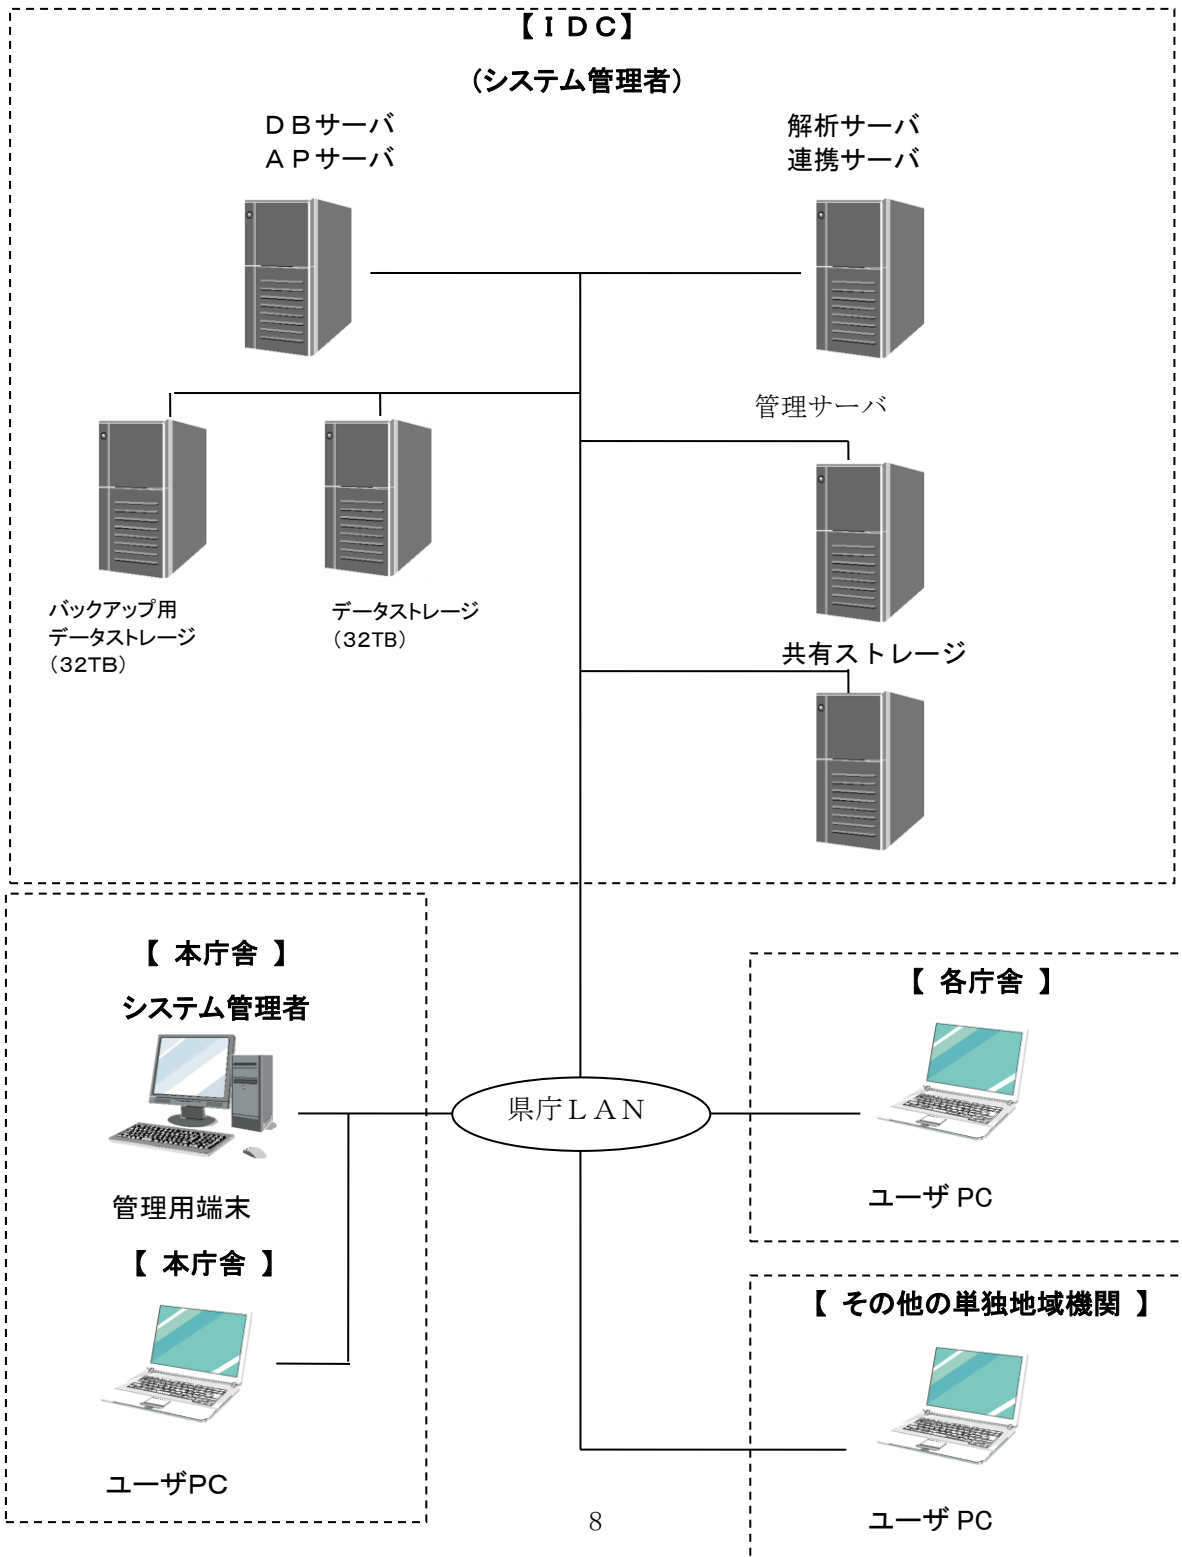 【ＩＤＣ】
（システム管理者）
ＤＢサーバ
ＡＰサーバ
解析サーバ
連携サーバ
管理サーバ
バックアップ用
データストレージ
（32TB）
データストレージ
（32TB）
共有ストレージ
【 本庁舎 】
システム管理者
管理用端末
【 本庁舎 】
ユーザPC
県庁ＬＡＮ
【 各庁舎 】
ユーザ PC
【 その他の単独地域機関 】
ユーザ PC
8